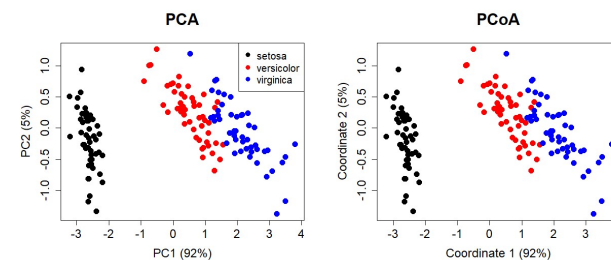 PCA
PCoA
setosa
versicolor
virginica
PC2 (5%)
1.0
0.5
0.0
-0.5
-1.0
-3 -2 -1 0 1 2 3 4
PC1 (92%)
Coordinate 2 (5%)
1.0
0.5
0.0
-0.5
-1.0
-3 -2 -1 0 1 2 3
Coordinate 1 (92%)